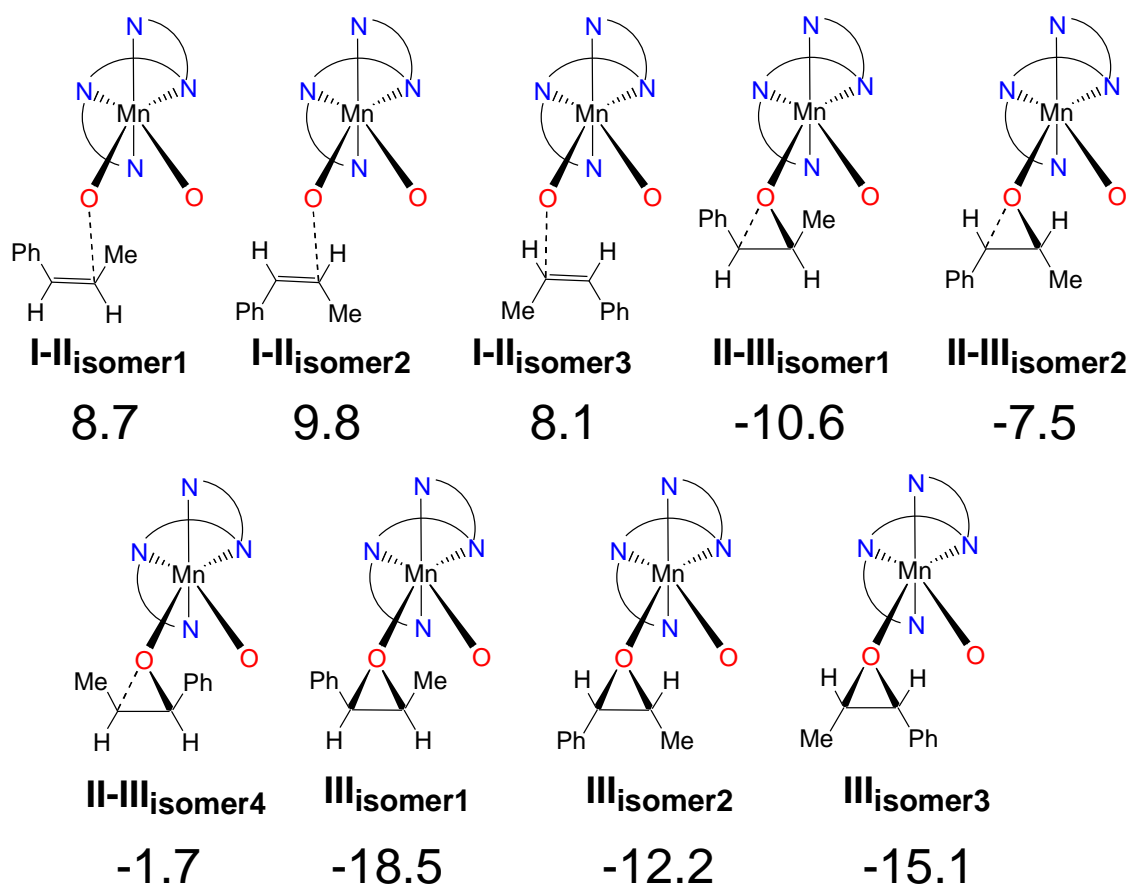 N N N N N
N N N N N N N N N N
Mn Mn Mn Mn Mn
N N N N N
O O O O O O O O O O
Ph Me H H H H Ph Me H H
H H Ph Me Me Ph H H Ph Me
I-IIisomer1 I-IIisomer2 I-IIisomer3 II-IIIisomer1 II-IIIisomer2
8.7 9.8 8.1 -10.6 -7.5
N N N N
N N N N N N N N
Mn Mn Mn Mn
N N N N
O O O O O O O O
Me Ph Ph Me H H H H
H H H H Ph Me Me Ph
II-IIIisomer4 IIIisomer1 IIIisomer2 IIIisomer3
-1.7 -18.5 -12.2 -15.1